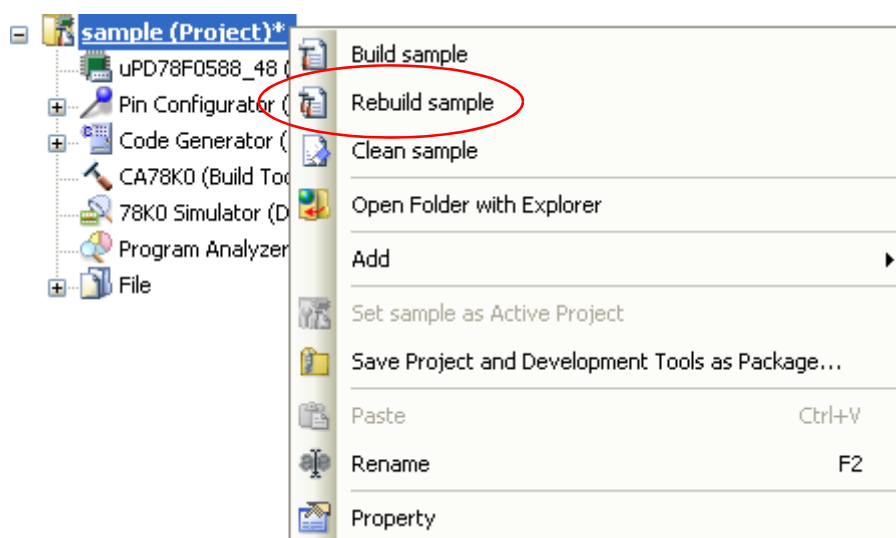 sample (Project)*
uPD78F0588_48 (
Pin Configurator (
Code Generator (
CA78K0 (Build Too
78K0 Simulator (D
Program Analyzer
File
Build sample
Rebuild sample
Clean sample
Open Folder with Explorer
Add
Set sample as Active Project
Save Project and Development Tools as Package...
Paste Ctrl+V
Rename F2
Property